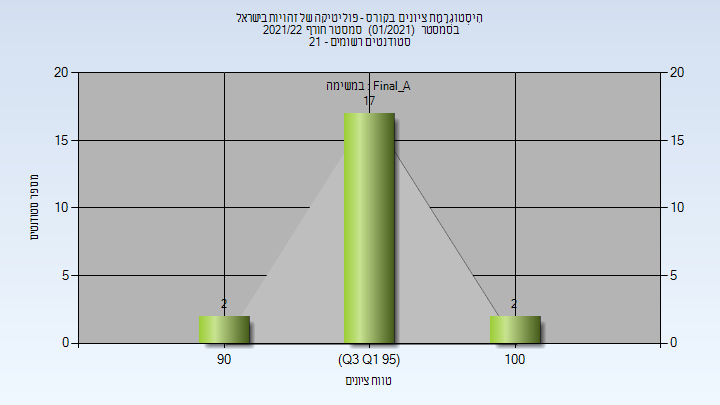 היסטוגרמת ציונים בקורס - פוליטיקה של זהויות בישראל
בסמסטר (01/2021) סמסטר חורף 2021/22
סטודנטים רשומים - 21
במשימה : Final_A
20
20
17
15
15
מספר סטודנטים
10
10
5
5
2
2
0
0
90
(Q3 Q1 95)
100
טווח ציונים